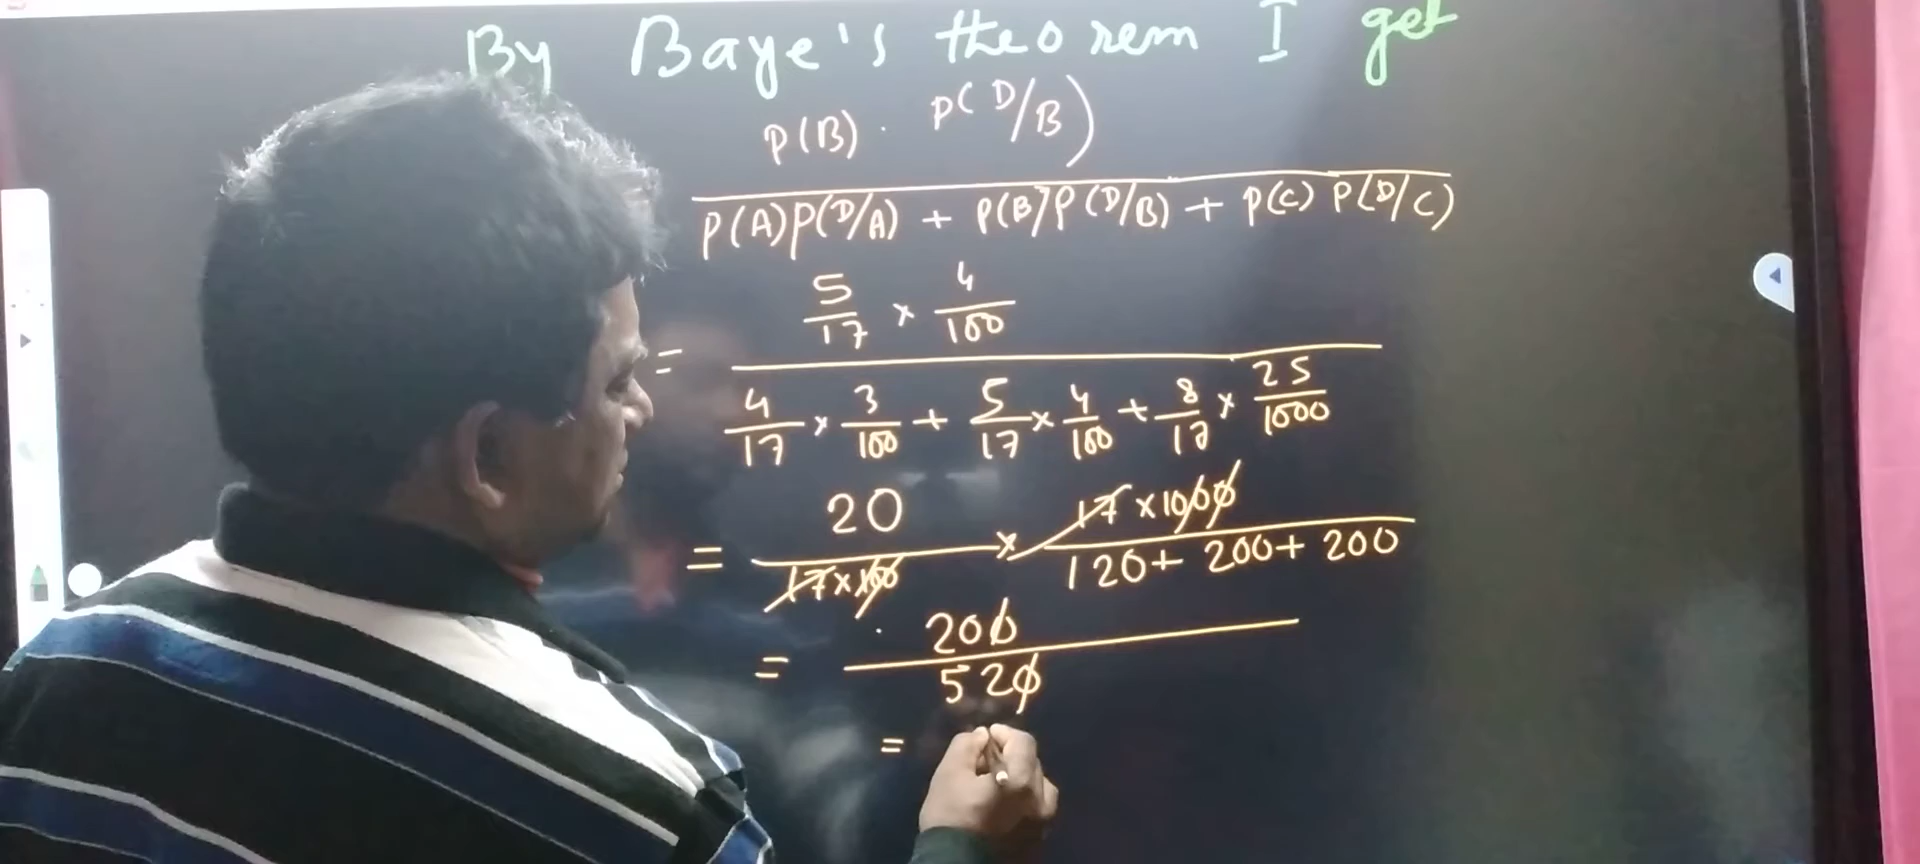 By Baye's theorem I get
P(B) . P(D/B)
P(A)P(D/A) + P(B)P(D/B) + P(C) P(D/C)
= 5/17 × 4/100
4/17 × 3/100 + 5/17 × 4/100 + 8/17 × 25/1000
= 20/17×100 × 17×1000/120+ 200+ 200
= 200/520
=